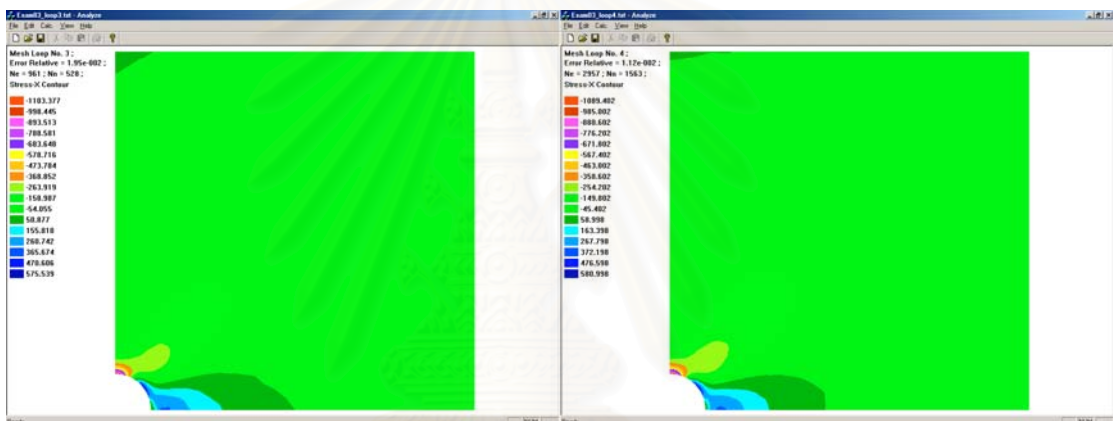 Exam03_loop3.txt - Analyze
File Edit Calc View Help
Mesh Loop No. 3 ;
Error Relative = 1.95e-002 ;
Ne = 961 ; Nn = 528 ;
Stress-X Contour
-1103.377
-998.445
-893.513
-788.581
-683.648
-578.716
-473.784
-368.852
-263.919
-158.987
-54.055
50.877
155.810
260.742
365.674
470.606
575.539
Exam03_loop4.txt - Analyze
File Edit Calc View Help
Mesh Loop No. 4 ;
Error Relative = 1.12e-002 ;
Ne = 2957 ; Nn = 1563 ;
Stress-X Contour
-1089.402
-985.002
-880.602
-776.202
-671.802
-567.402
-463.002
-358.602
-254.202
-149.802
-45.402
58.998
163.398
267.798
372.198
476.598
580.998